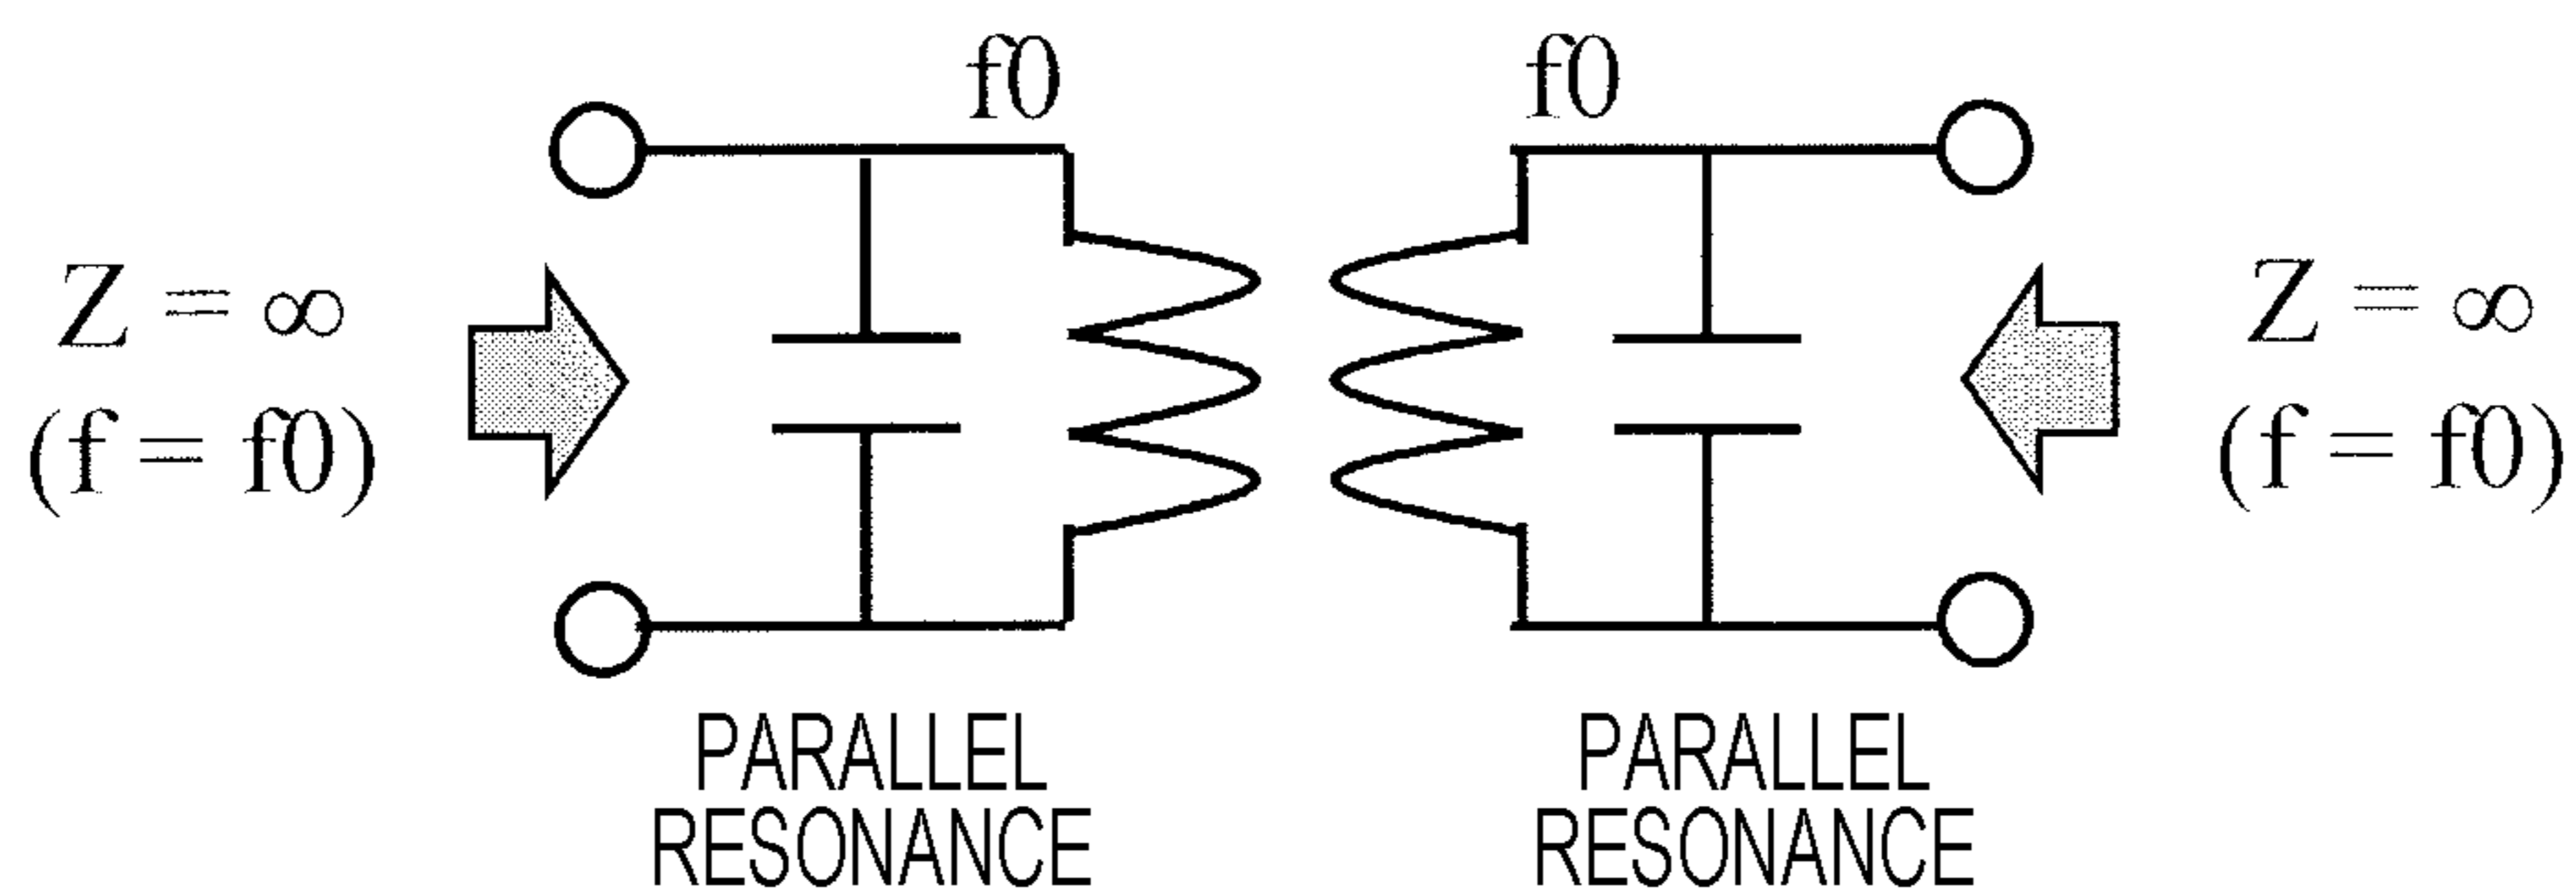 f0
f0
Z = ∞
(f = f0)
Z = ∞
(f = f0)
PARALLEL
RESONANCE
PARALLEL
RESONANCE